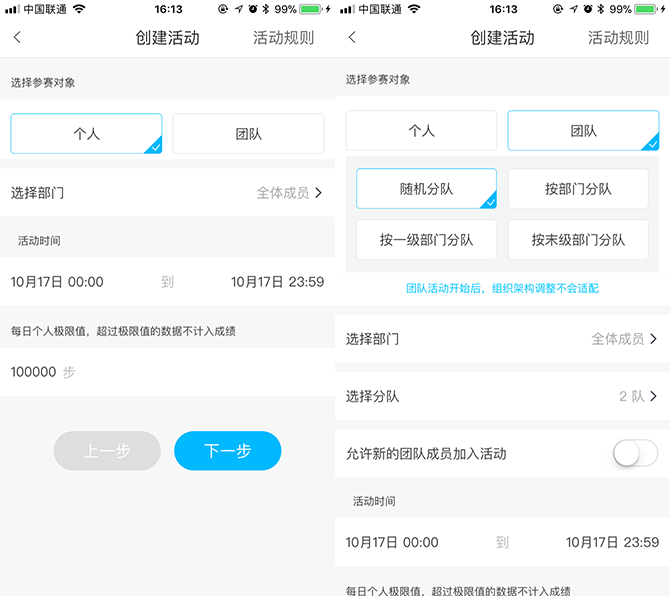 中国联通 16:13 99%
创建活动 活动规则
选择参赛对象
个人 团队
选择部门 全体成员
活动时间
10月17日 00:00 到 10月17日 23:59
每日个人极限值，超过极限值的数据不计入成绩
100000 步
上一步 下一步
中国联通 16:13 99%
创建活动 活动规则
选择参赛对象
个人 团队
随机分队 按部门分队
按一级部门分队 按末级部门分队
团队活动开始后，组织架构调整不会适配
选择部门 全体成员
选择分队 2 队
允许新的团队成员加入活动
活动时间
10月17日 00:00 到 10月17日 23:59
每日个人极限值，超过极限值的数据不计入成绩